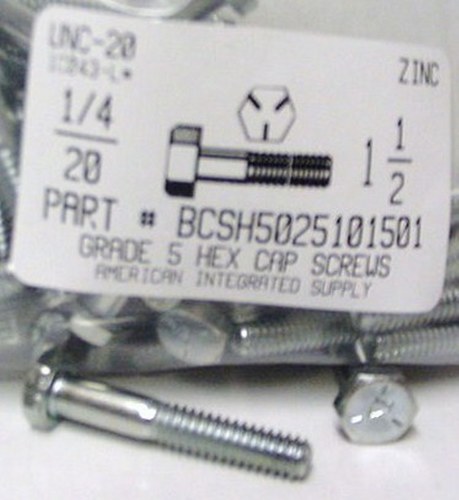 UNC-20
ZINC
1/4
20
1 1/2
PART # BCSH5025101501
GRADE 5 HEX CAP SCREWS
AMERICAN INTEGRATED SUPPLY